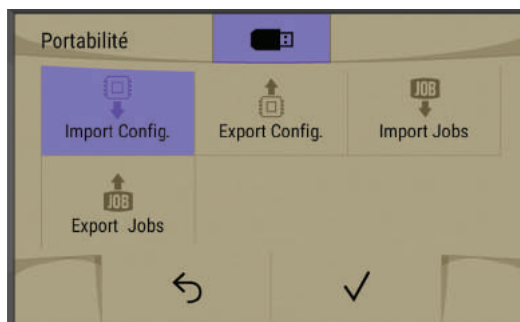 Portabilité
Import Config.
Export Config.
JOB
Import Jobs
JOB
Export Jobs